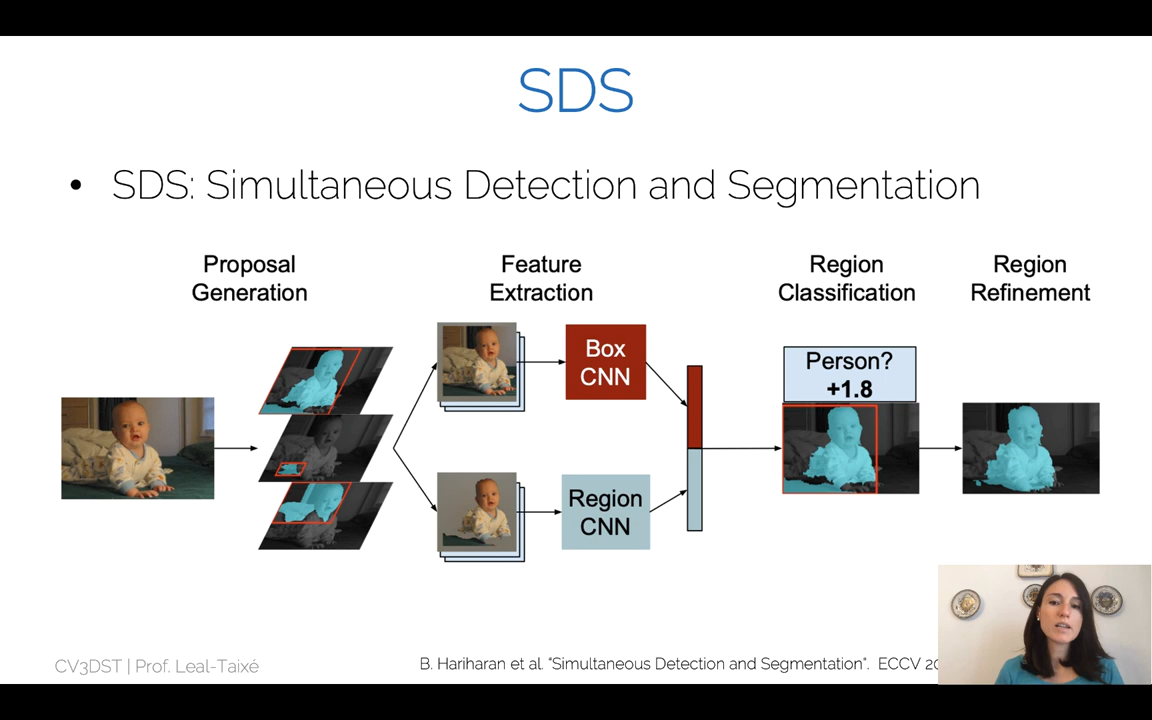 SDS
• SDS: Simultaneous Detection and Segmentation
Proposal
Generation
Feature
Extraction
Region
Classification
Region
Refinement
Box
CNN
Region
CNN
Person?
+1.8
CV3DST | Prof. Leal-Taixé
B. Hariharan et al. "Simultaneous Detection and Segmentation". ECCV 20